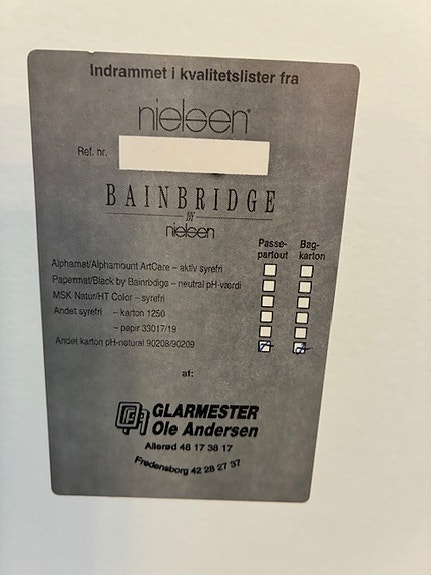 Indrammet i kvalitetslister fra
nielsen®
Ref. nr.
BAINBRIDGE
BY
nielsen
Passe-partout
Bag-karton
Alphamat/Alphamount ArtCare – aktiv syrefri
Papermat/Black by Bainrbdige – neutral pH-værdi
MSK Natur/HT Color – syrefri
Andet syrefri – karton 1250
– papir 33017/19
Andet karton pH-natural 90208/90209
af:
GLARMESTER
Ole Andersen
Allerød 48 17 38 17
Fredensborg 42 28 27 37